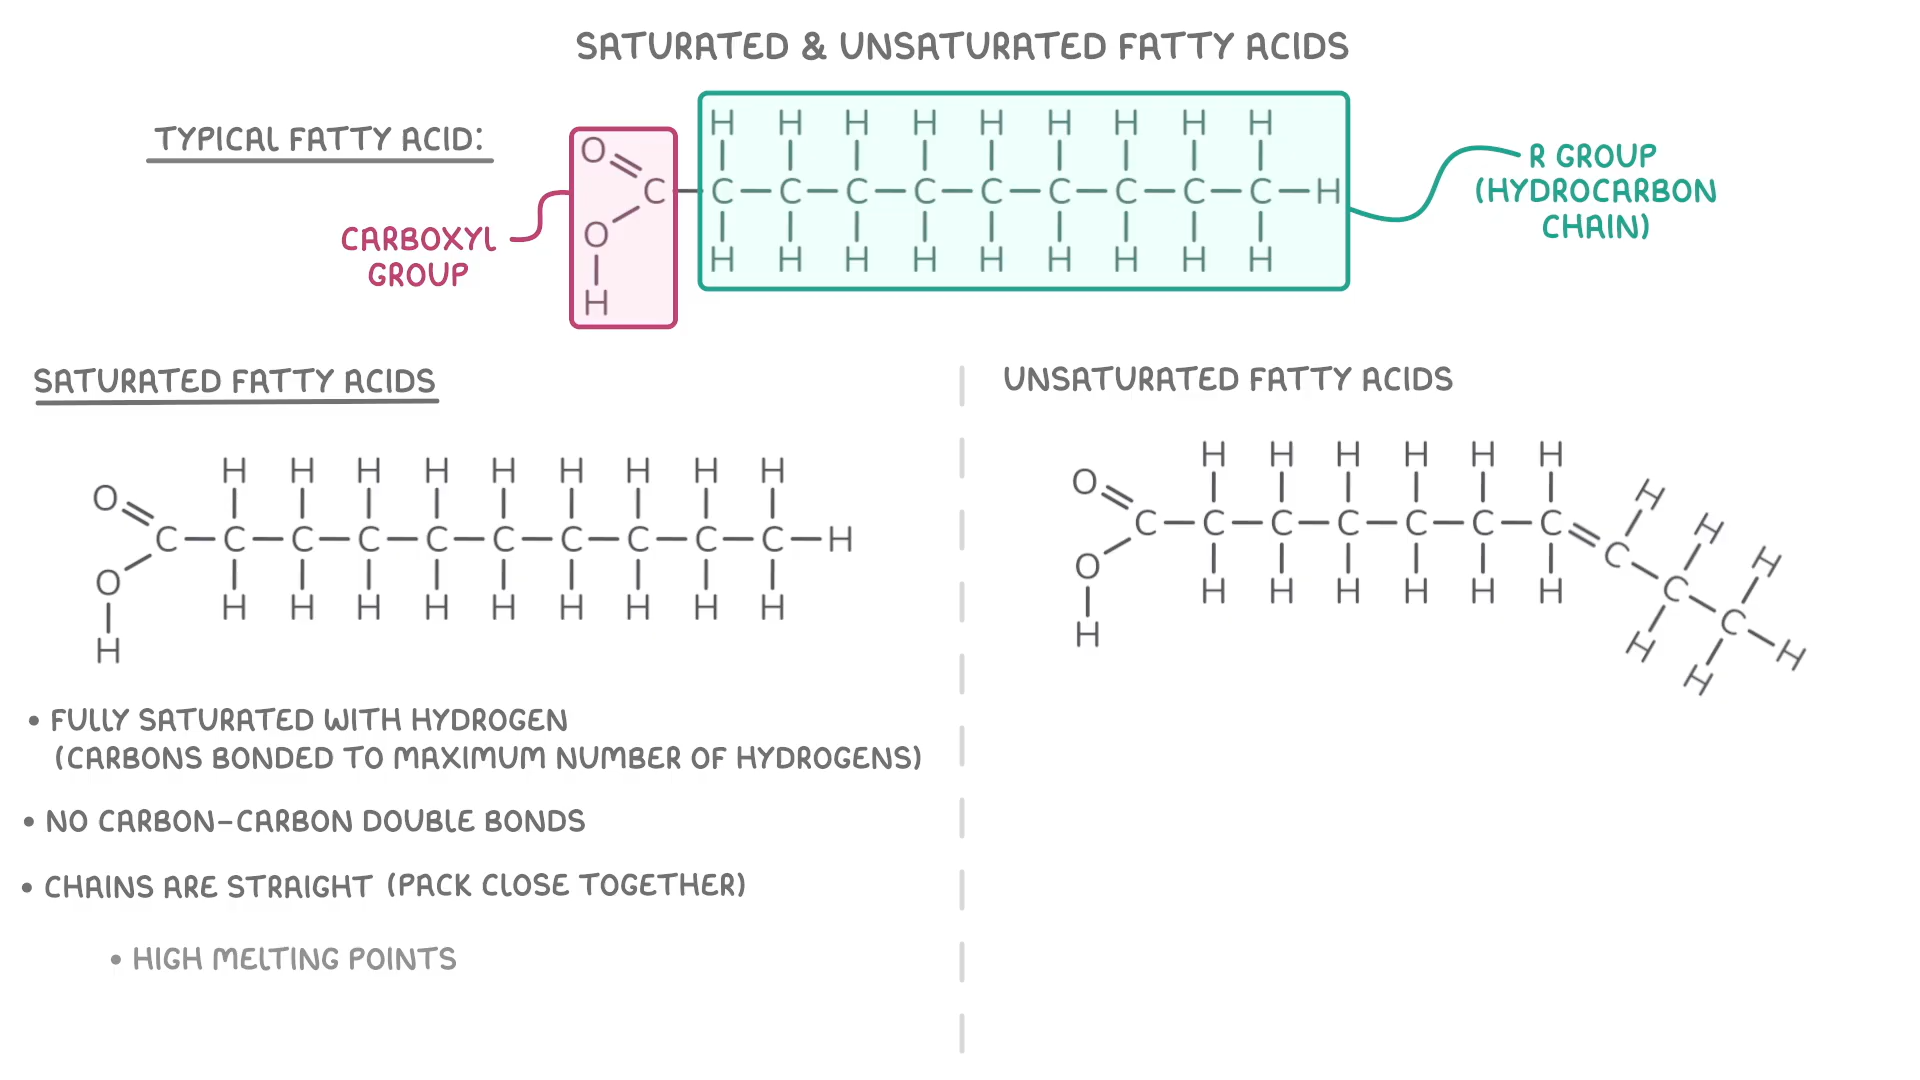 SATURATED & UNSATURATED FATTY ACIDS
TYPICAL FATTY ACID:
CARBOXYL
GROUP
H H H H H H H H H
O
C C C C C C C C C C H
O
H H H H H H H H H
H
R GROUP
(HYDROCARBON
CHAIN)
SATURATED FATTY ACIDS
H H H H H H H H H
O
C C C C C C C C C C H
O
H H H H H H H H H
H
• FULLY SATURATED WITH HYDROGEN
(CARBONS BONDED TO MAXIMUM NUMBER OF HYDROGENS)
• NO CARBON-CARBON DOUBLE BONDS
• CHAINS ARE STRAIGHT (PACK CLOSE TOGETHER)
• HIGH MELTING POINTS
UNSATURATED FATTY ACIDS
H H H H H H
O H
C C C C C C C H
C H
O C
H H H H H H
C
H H H
H